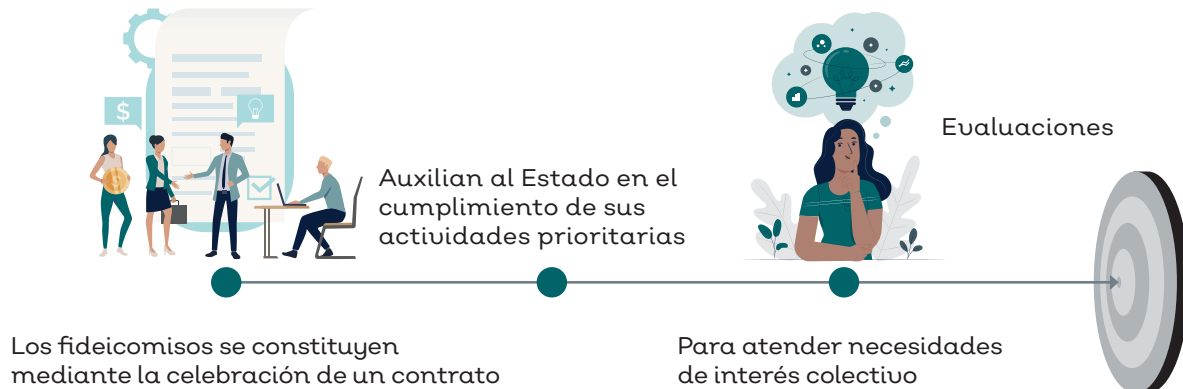 $
Evaluaciones
Auxilian al Estado en el
cumplimiento de sus
actividades prioritarias
Los fideicomisos se constituyen
mediante la celebración de un contrato
Para atender necesidades
de interés colectivo